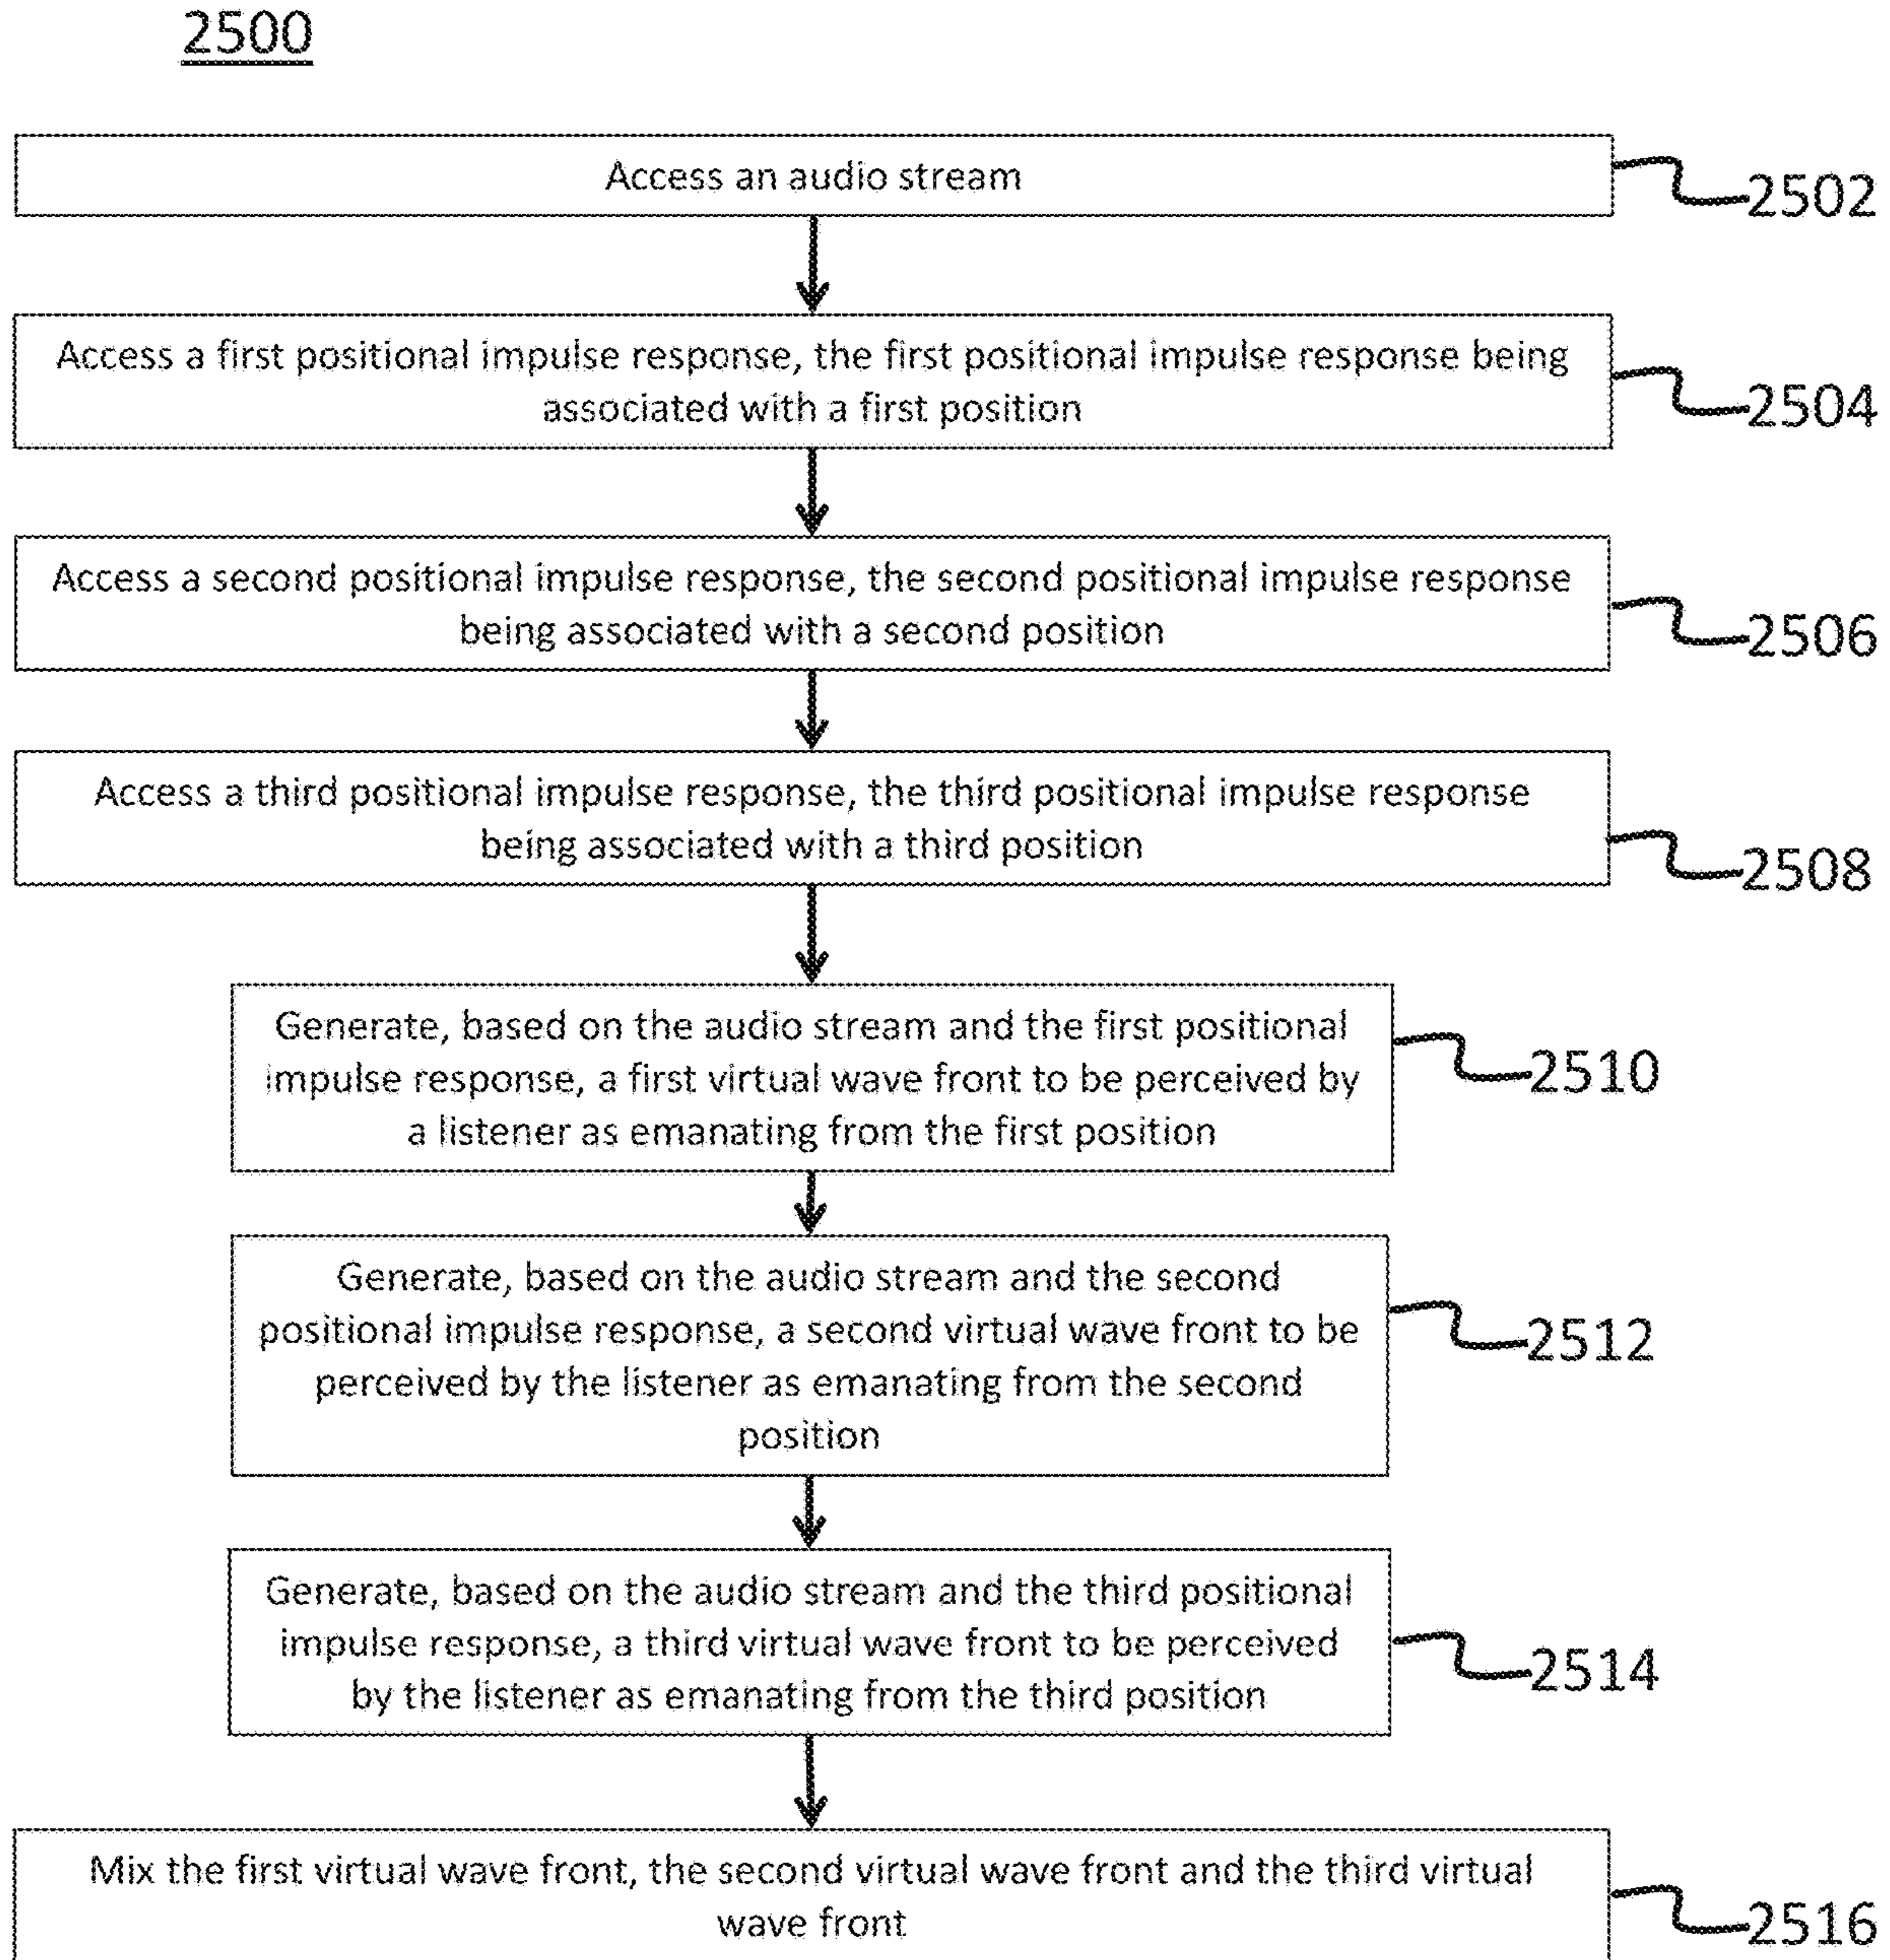 2500
Access an audio stream
2502
Access a first positional impulse response, the first positional impulse response being
associated with a first position
2504
Access a second positional impulse response, the second positional impulse response
being associated with a second position
2506
Access a third positional impulse response, the third positional impulse response
being associated with a third position
2508
Generate, based on the audio stream and the first positional
impulse response, a first virtual wave front to be perceived by
a listener as emanating from the first position
2510
Generate, based on the audio stream and the second
positional impulse response, a second virtual wave front to be
perceived by the listener as emanating from the second
position
2512
Generate, based on the audio stream and the third positional
impulse response, a third virtual wave front to be perceived
by the listener as emanating from the third position
2514
Mix the first virtual wave front, the second virtual wave front and the third virtual
wave front
2516